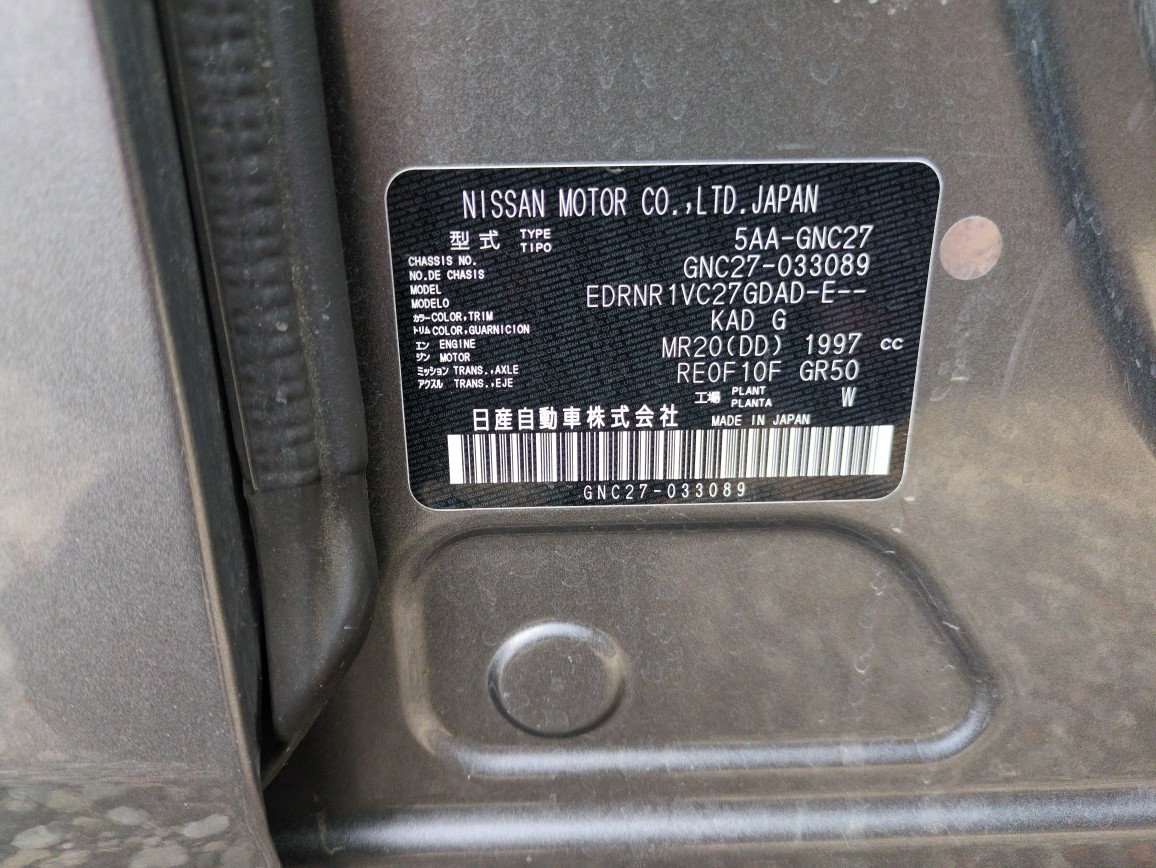 NISSAN MOTOR CO.,LTD.JAPAN
型式 TYPE TIPO 5AA-GNC27
CHASSIS NO. NO.DE CHASIS GNC27-033089
MODEL MODELO EDRNR1VC27GDAD-E--
カラー COLOR,TRIM トリム COLOR,GUARNICION KAD G
エンジン ENGINE MOTOR MR20(DD) 1997 cc
ミッション TRANS.,AXLE アクスル TRANS.,EJE RE0F10F GR50
工場 PLANT PLANTA W
日産自動車株式会社 MADE IN JAPAN
GNC27-033089